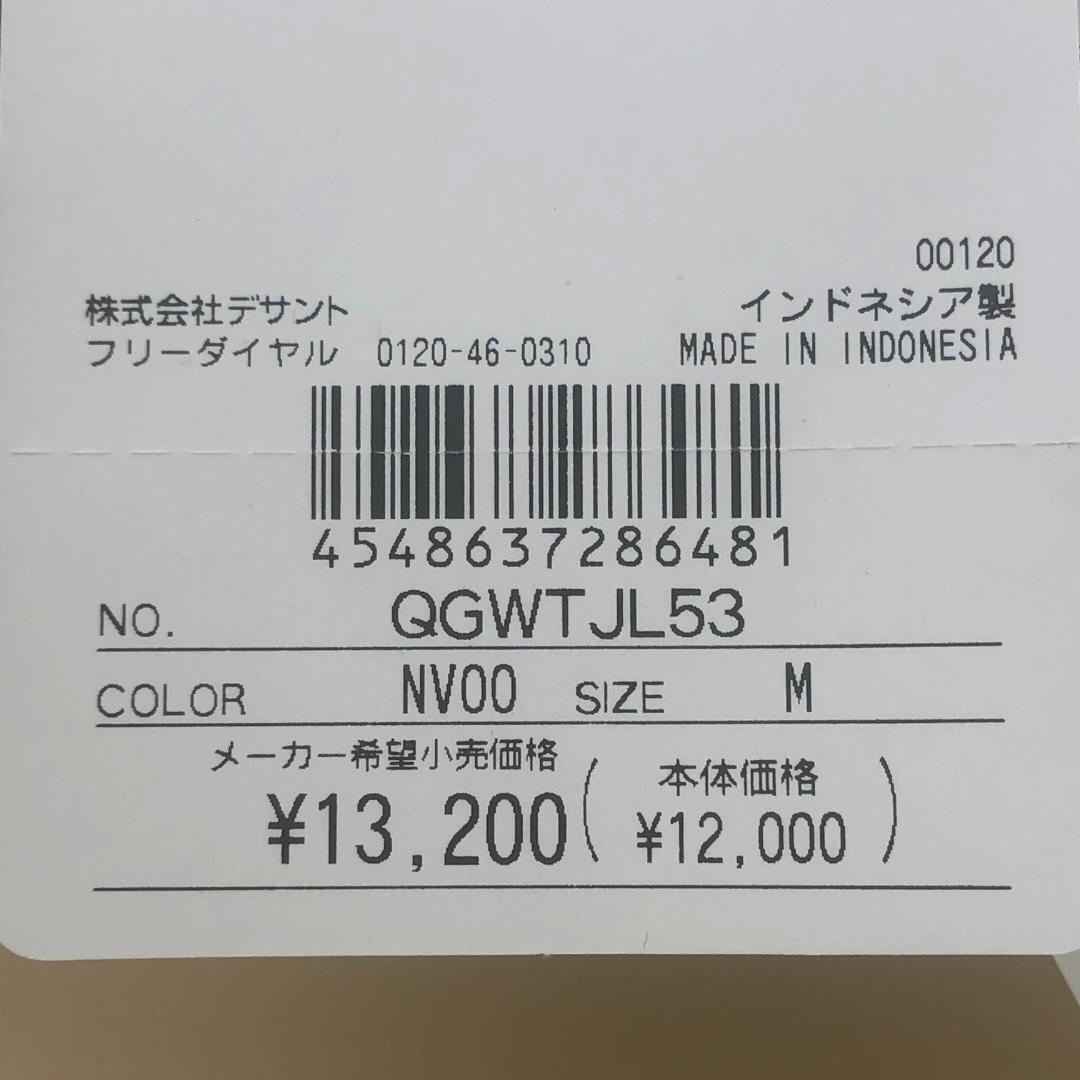 00120
株式会社デサント インドネシア製
フリーダイヤル 0120-46-0310 MADE IN INDONESIA
4548637286481
NO. QGWTJL53
COLOR NV00 SIZE M
メーカー希望小売価格
¥13,200 ( 本体価格 ¥12,000 )